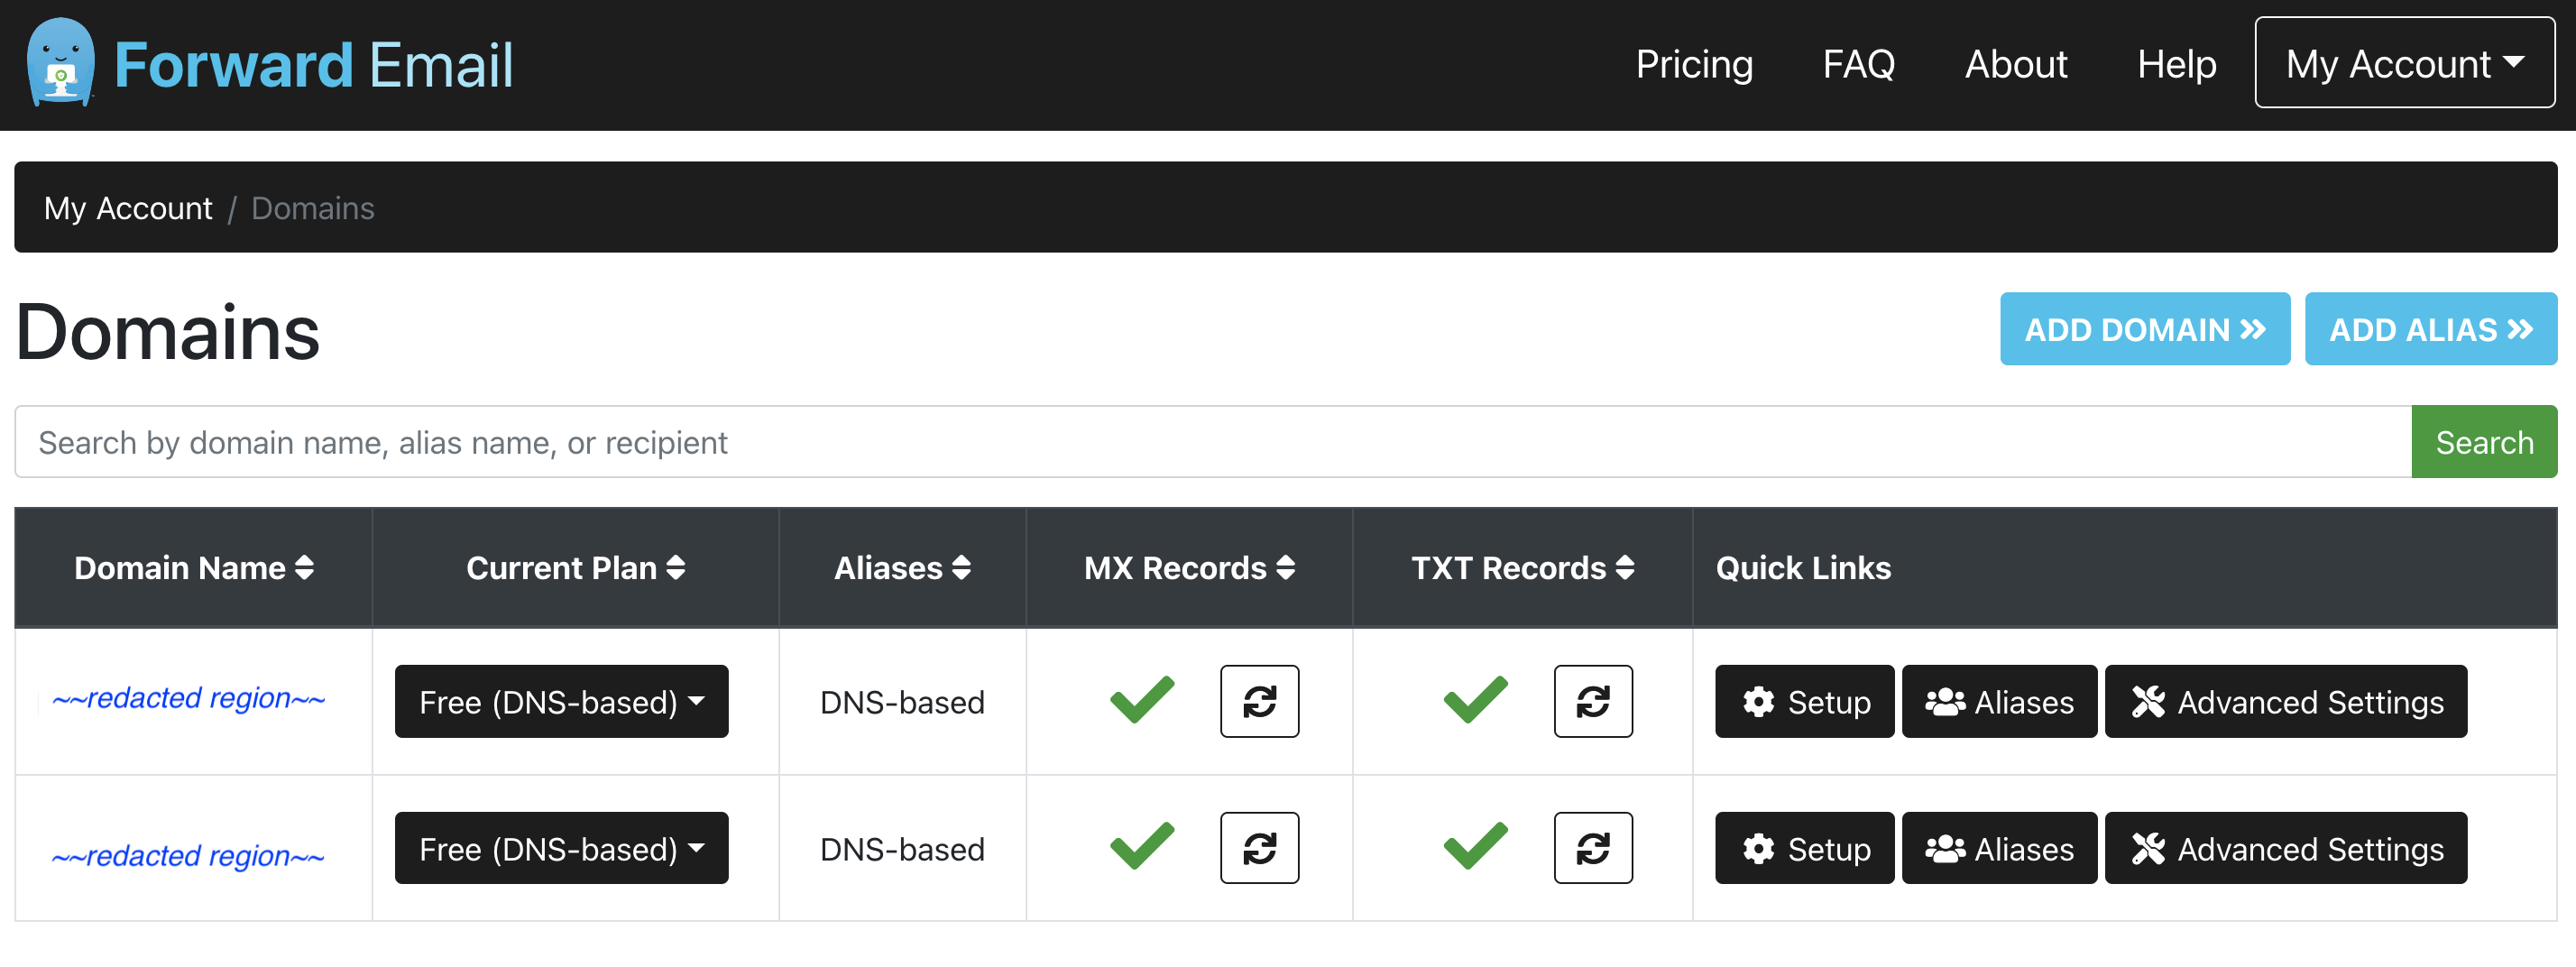 Forward Email Pricing FAQ About Help My Account
My Account / Domains
Domains ADD DOMAIN ADD ALIAS
Search by domain name, alias name, or recipient Search
Domain Name Current Plan Aliases MX Records TXT Records Quick Links
~~redacted region~~ Free (DNS-based) DNS-based Setup Aliases Advanced Settings
~~redacted region~~ Free (DNS-based) DNS-based Setup Aliases Advanced Settings